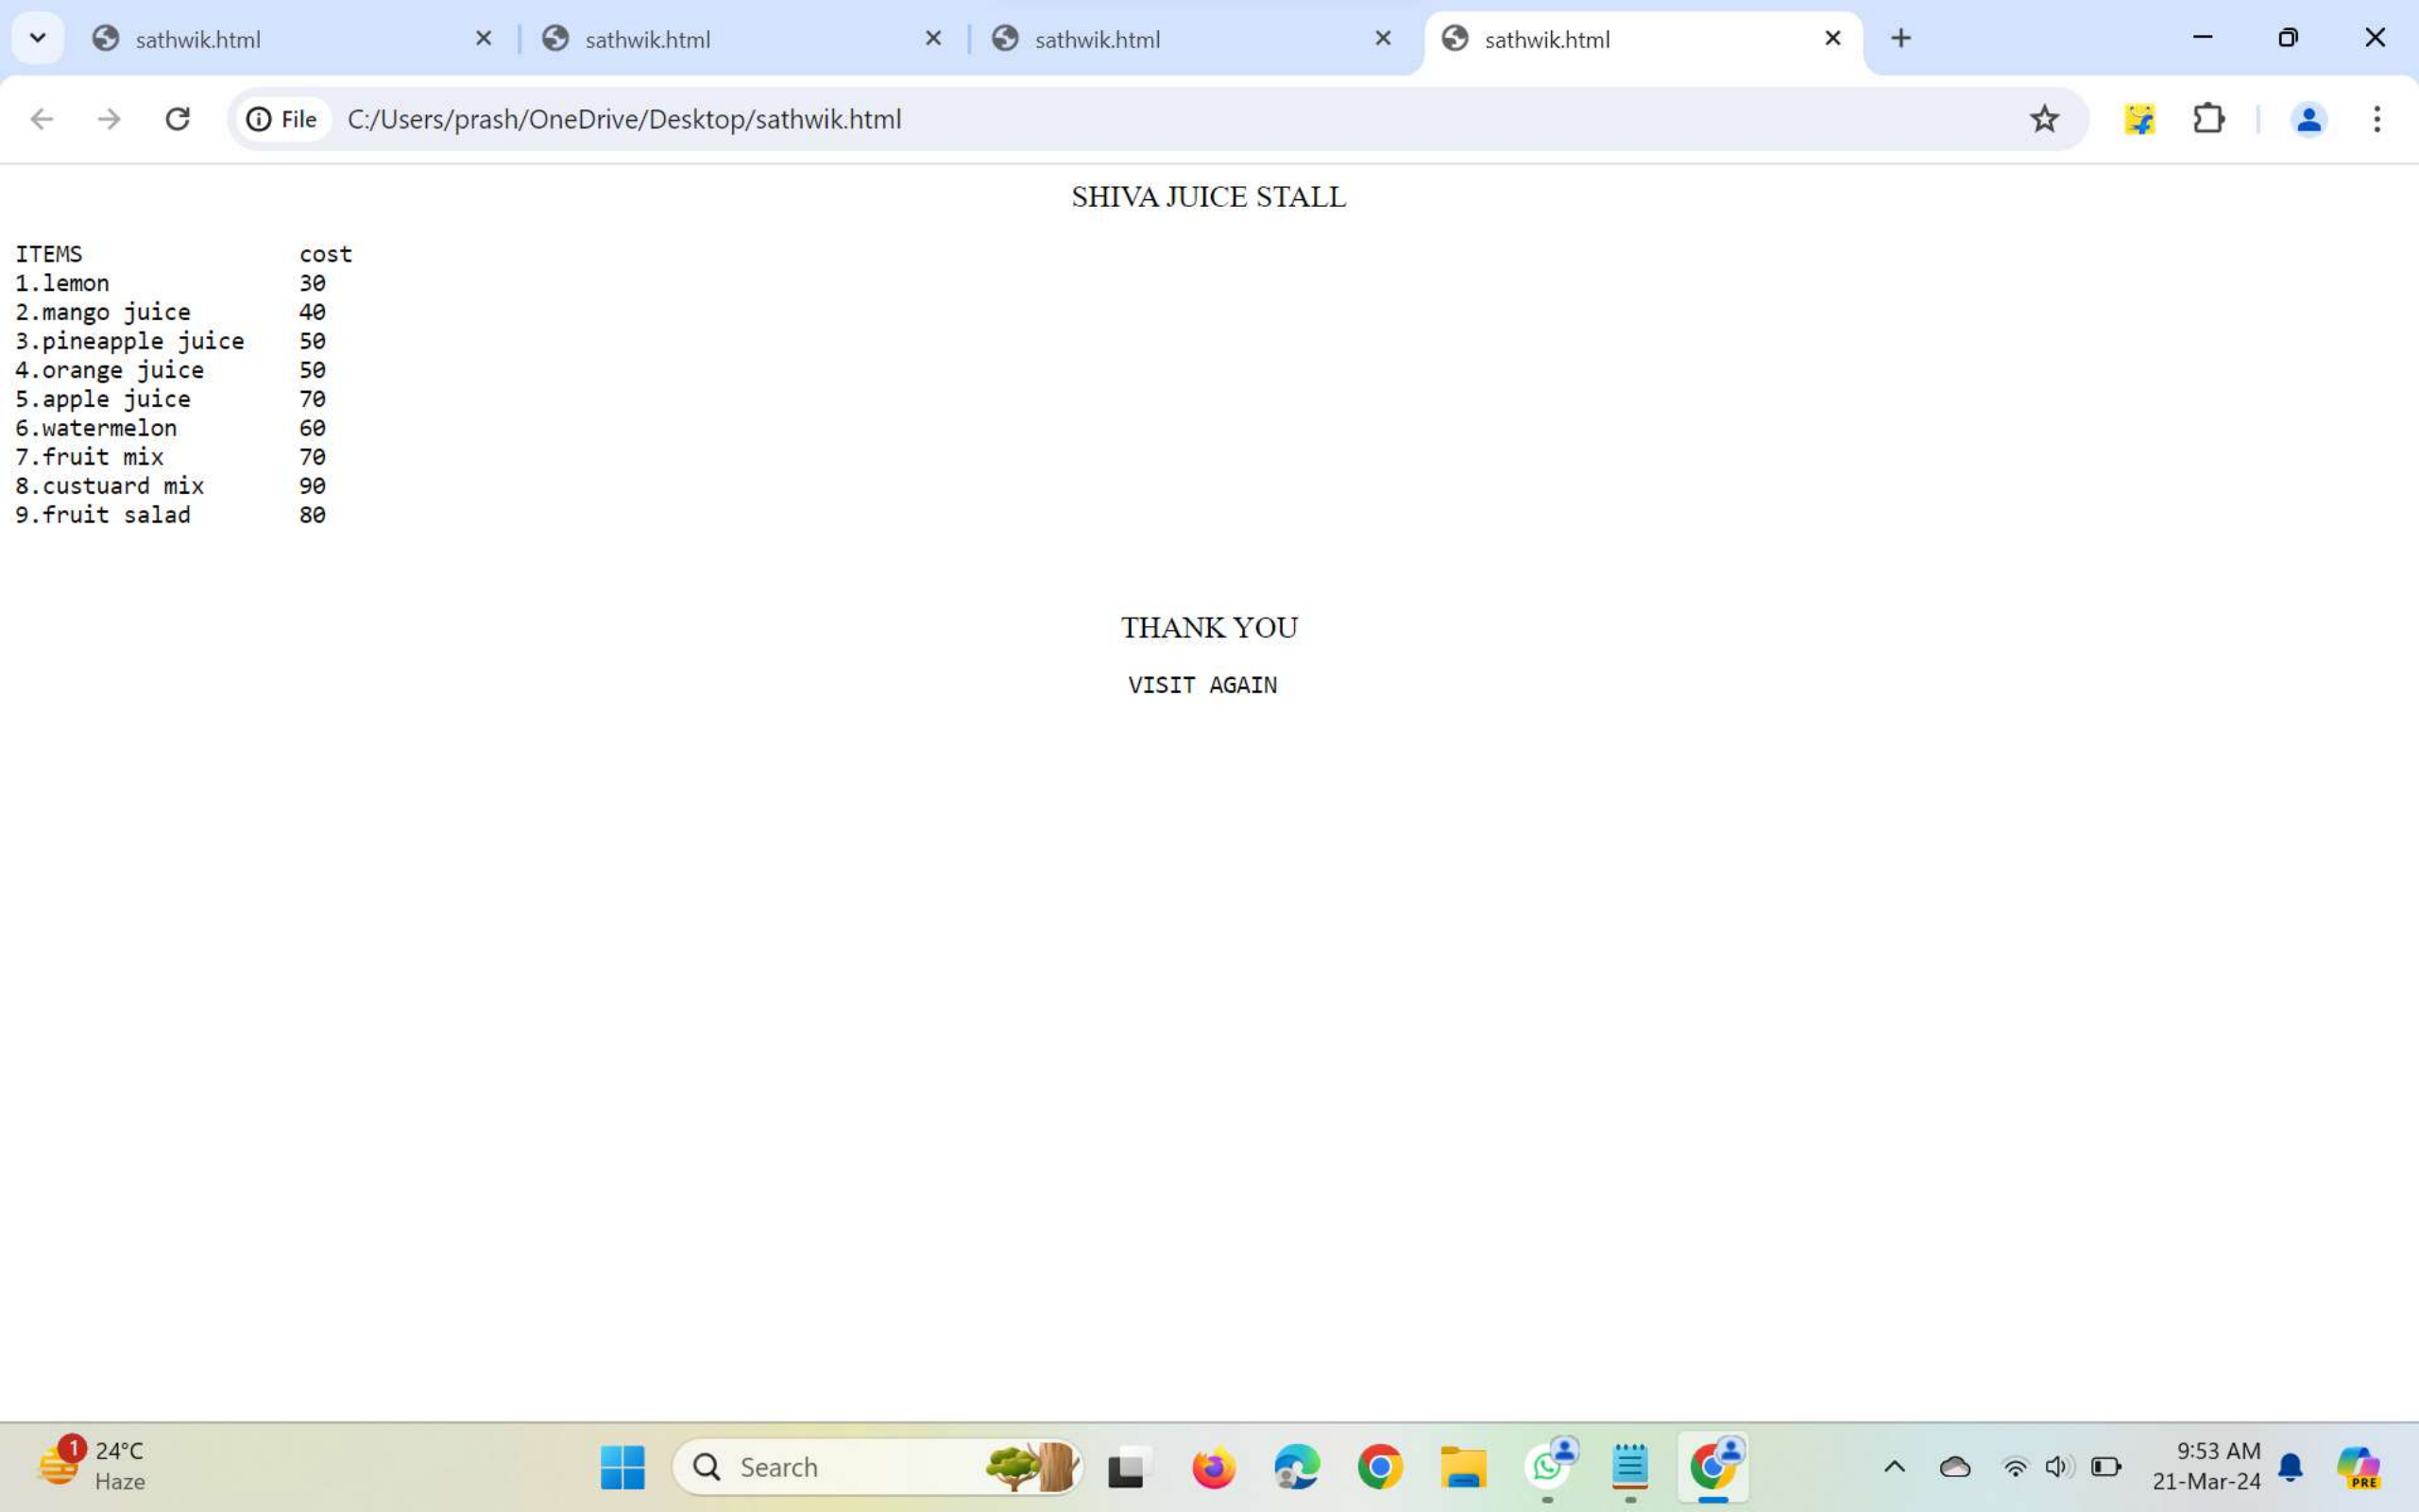 sathwik.html sathwik.html sathwik.html sathwik.html
File C:/Users/prash/OneDrive/Desktop/sathwik.html
SHIVA JUICE STALL
ITEMS cost
1.lemon 30
2.mango juice 40
3.pineapple juice 50
4.orange juice 50
5.apple juice 70
6.watermelon 60
7.fruit mix 70
8.custuard mix 90
9.fruit salad 80
THANK YOU
VISIT AGAIN
1 24°C
Haze
Search
9:53 AM
21-Mar-24
PRE